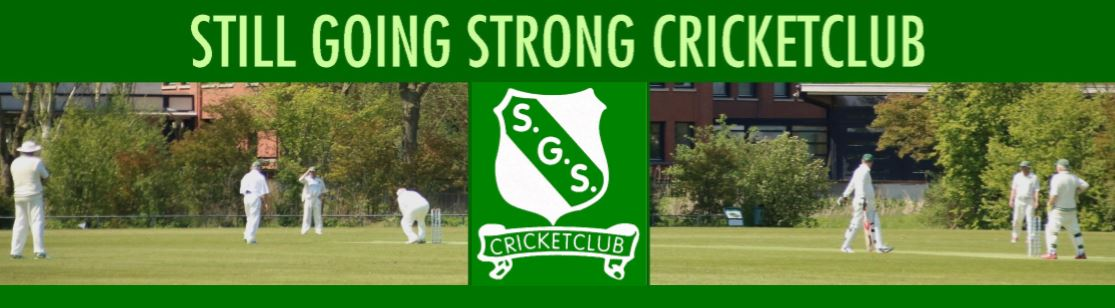 STILL GOING STRONG CRICKETCLUB
S.
G.
S.
CRICKETCLUB